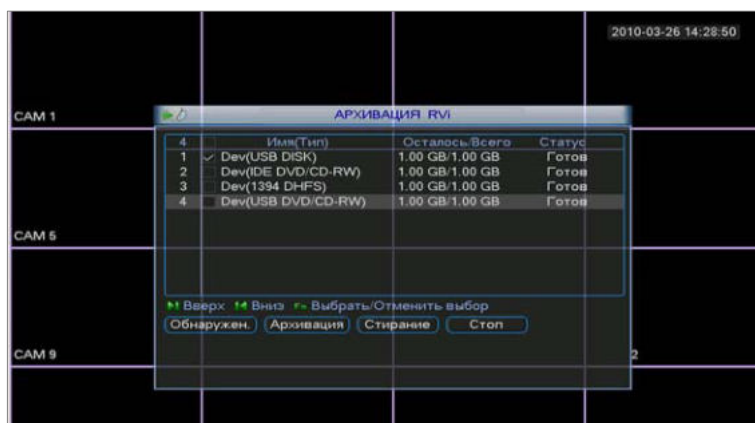 2010-03-26 14:28:50
CAM 1
АРХИВАЦИЯ RVi
4 Имя(Тип) Осталось/Всего Статус
1 Dev(USB DISK) 1.00 GB/1.00 GB Готов
2 Dev(IDE DVD/CD-RW) 1.00 GB/1.00 GB Готов
3 Dev(1394 DHFS) 1.00 GB/1.00 GB Готов
4 Dev(USB DVD/CD-RW) 1.00 GB/1.00 GB Готов
CAM 5
Вверх Вниз Fn Выбрать/Отменить выбор
Обнаружен. Архивация Стирание Стоп
CAM 9
2